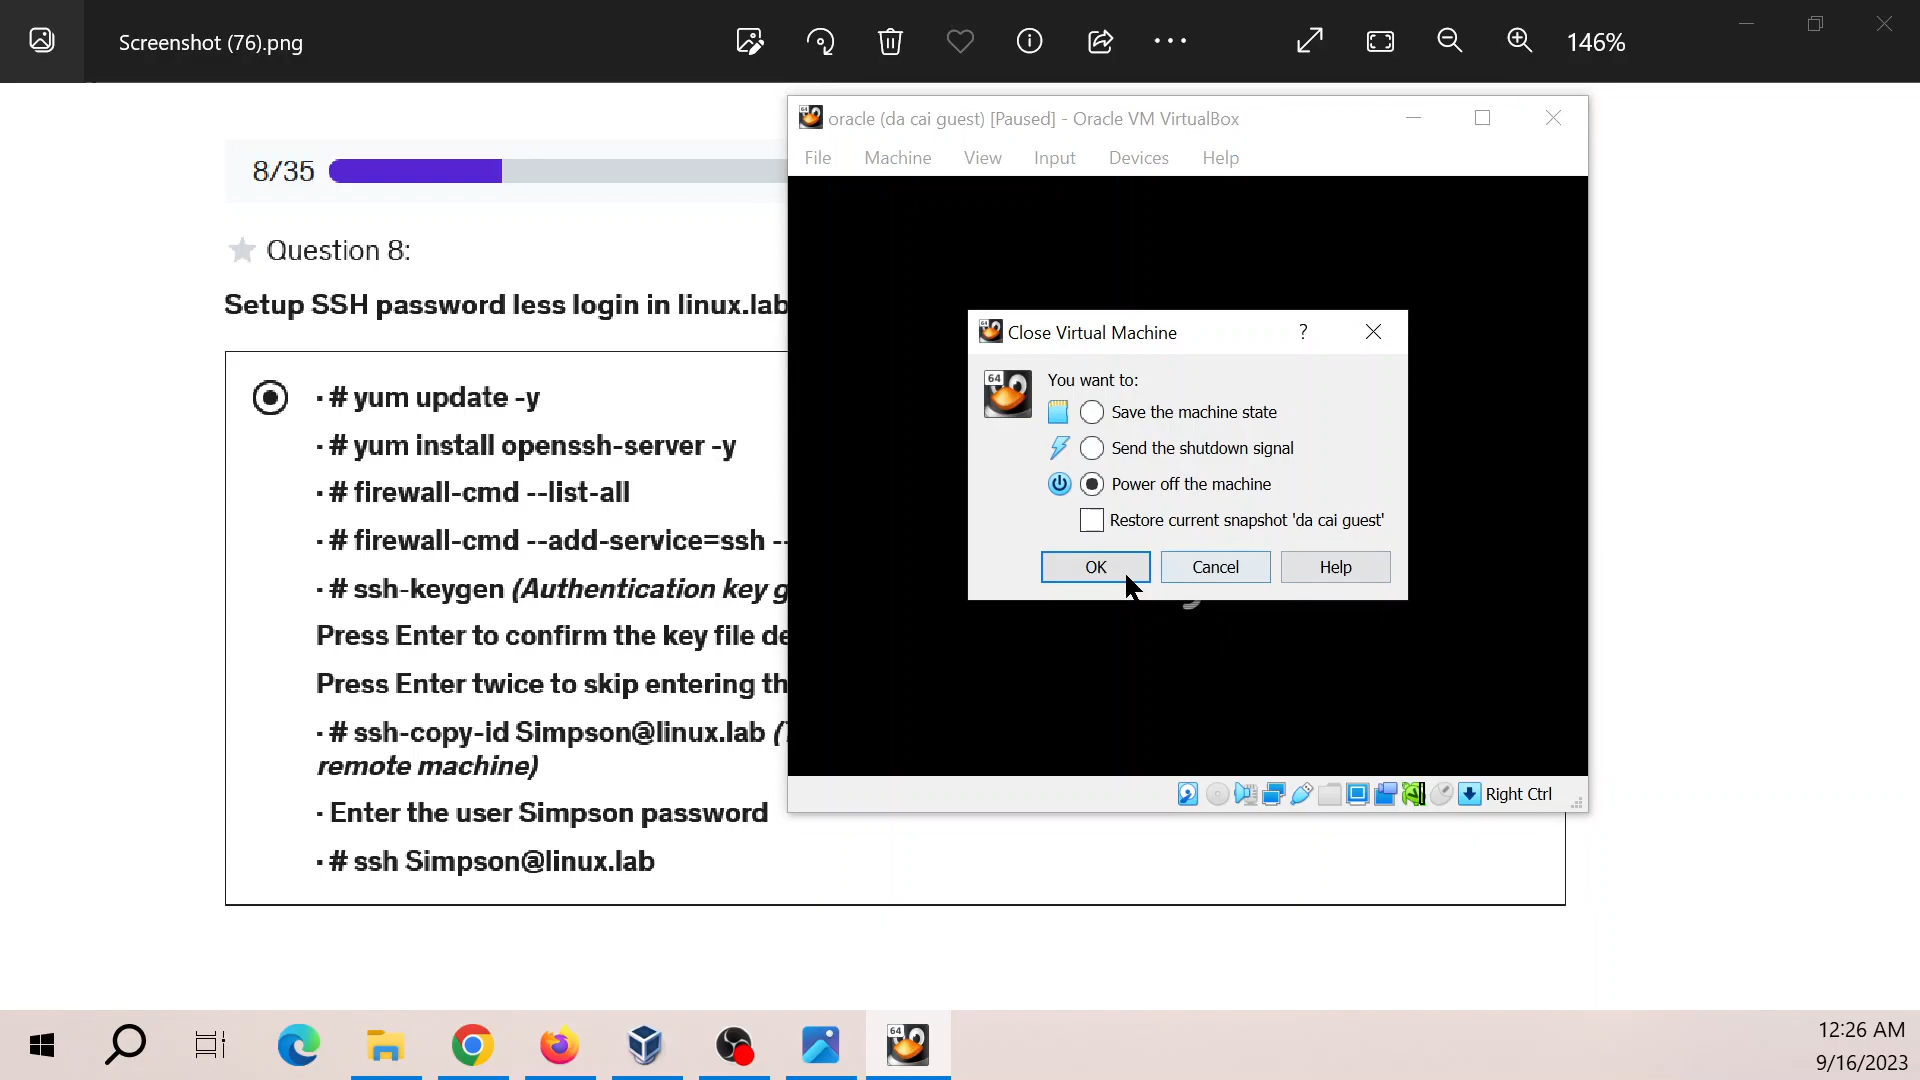 Screenshot (76).png
146%
oracle (da cai guest) [Paused] - Oracle VM VirtualBox
File Machine View Input Devices Help
8/35
Question 8:
Setup SSH password less login in linux.lab
· # yum update -y
· # yum install openssh-server -y
· # firewall-cmd --list-all
· # firewall-cmd --add-service=ssh --
· # ssh-keygen (Authentication key g
Press Enter to confirm the key file de
Press Enter twice to skip entering th
· # ssh-copy-id Simpson@linux.lab (
remote machine)
· Enter the user Simpson password
· # ssh Simpson@linux.lab
64 Close Virtual Machine ?
64
You want to:
Save the machine state
Send the shutdown signal
Power off the machine
Restore current snapshot 'da cai guest'
OK Cancel Help
Right Ctrl
64
12:26 AM
9/16/2023